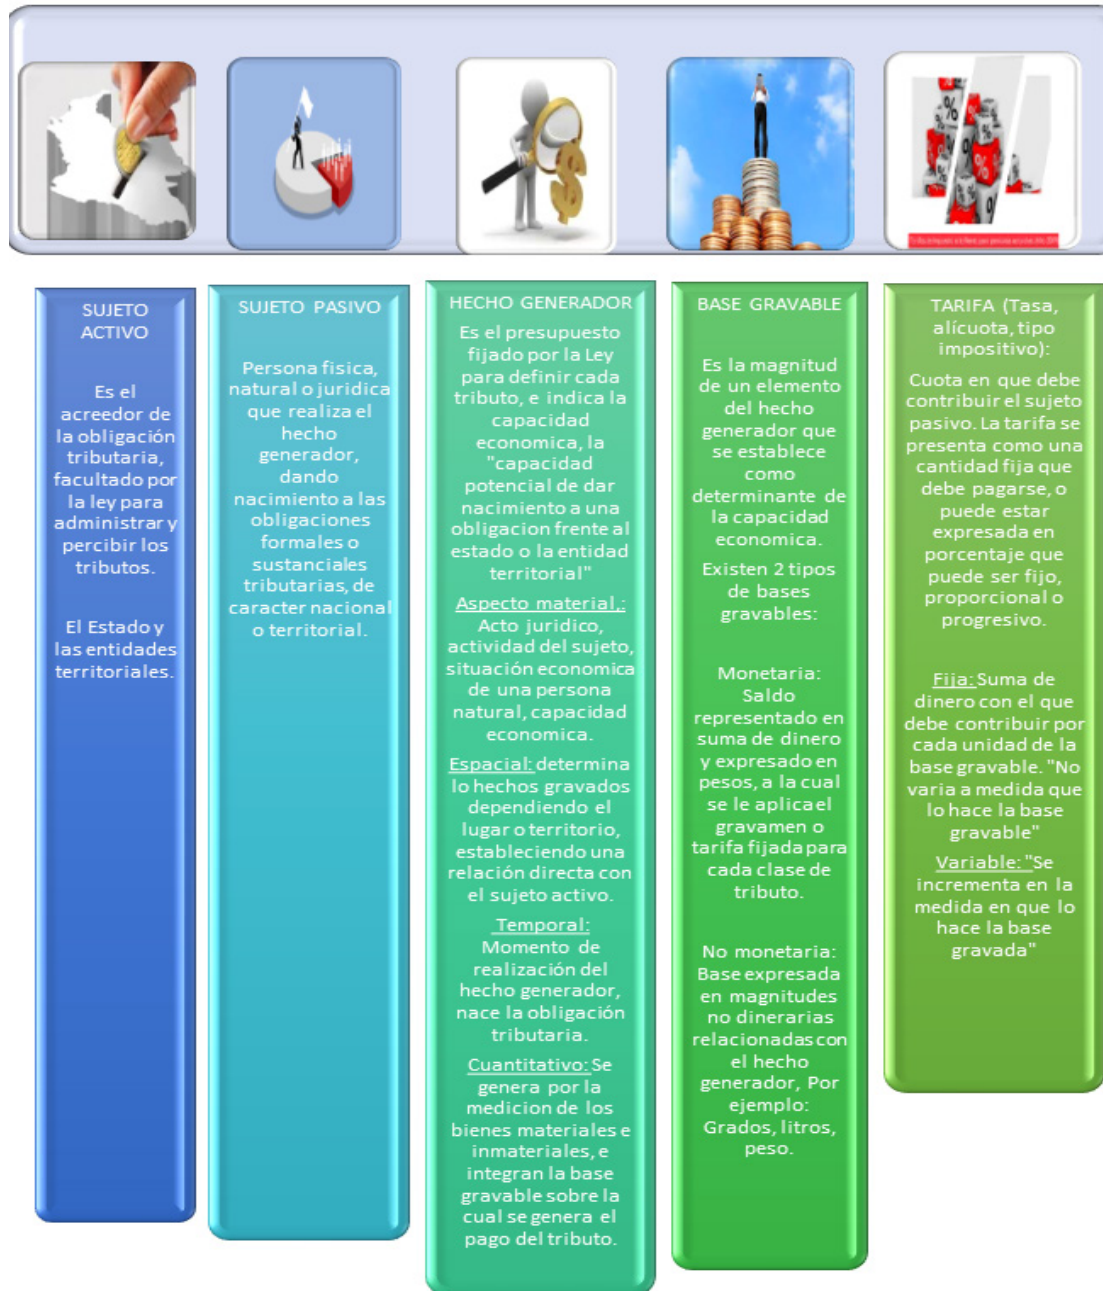 SUJETO
ACTIVO
Es el
acreedor de
la obligación
tributaria,
facultado por
la ley para
administrar y
percibir los
tributos.
El Estado y
las entidades
territoriales.
SUJETO PASIVO
Persona fisica,
natural o juridica
que realiza el
hecho
generador,
dando
nacimiento a las
obligaciones
formales o
sustanciales
tributarias, de
caracter nacional
o territorial.
HECHO GENERADOR
Es el presupuesto
fijado por la Ley
para definir cada
tributo, e indica la
capacidad
economica, la
"capacidad
potencial de dar
nacimiento a una
obligacion frente al
estado o la entidad
territorial"
Aspecto material,:
Acto juridico,
actividad del sujeto,
situación economica
de una persona
natural, capacidad
economica.
Espacial: determina
lo hechos gravados
dependiendo el
lugar o territorio,
estableciendo una
relación directa con
el sujeto activo.
Temporal:
Momento de
realización del
hecho generador,
nace la obligación
tributaria.
Cuantitativo: Se
genera por la
medicion de los
bienes materiales e
inmateriales, e
integran la base
gravable sobre la
cual se genera el
pago del tributo.
BASE GRAVABLE
Es la magnitud
de un elemento
del hecho
generador que
se establece
como
determinante de
la capacidad
economica.
Existen 2 tipos
de bases
gravables:
Monetaria:
Saldo
representado en
suma de dinero
y expresado en
pesos, a la cual
se le aplica el
gravamen o
tarifa fijada para
cada clase de
tributo.
No monetaria:
Base expresada
en magnitudes
no dinerarias
relacionadas con
el hecho
generador, Por
ejemplo:
Grados, litros,
peso.
TARIFA (Tasa,
alícuota, tipo
impositivo):
Cuota en que debe
contribuir el sujeto
pasivo. La tarifa se
presenta como una
cantidad fija que
debe pagarse, o
puede estar
expresada en
porcentaje que
puede ser fijo,
proporcional o
progresivo.
Fija: Suma de
dinero con el que
debe contribuir por
cada unidad de la
base gravable. "No
varia a medida que
lo hace la base
gravable"
Variable: "Se
incrementa en la
medida en que lo
hace la base
gravada"